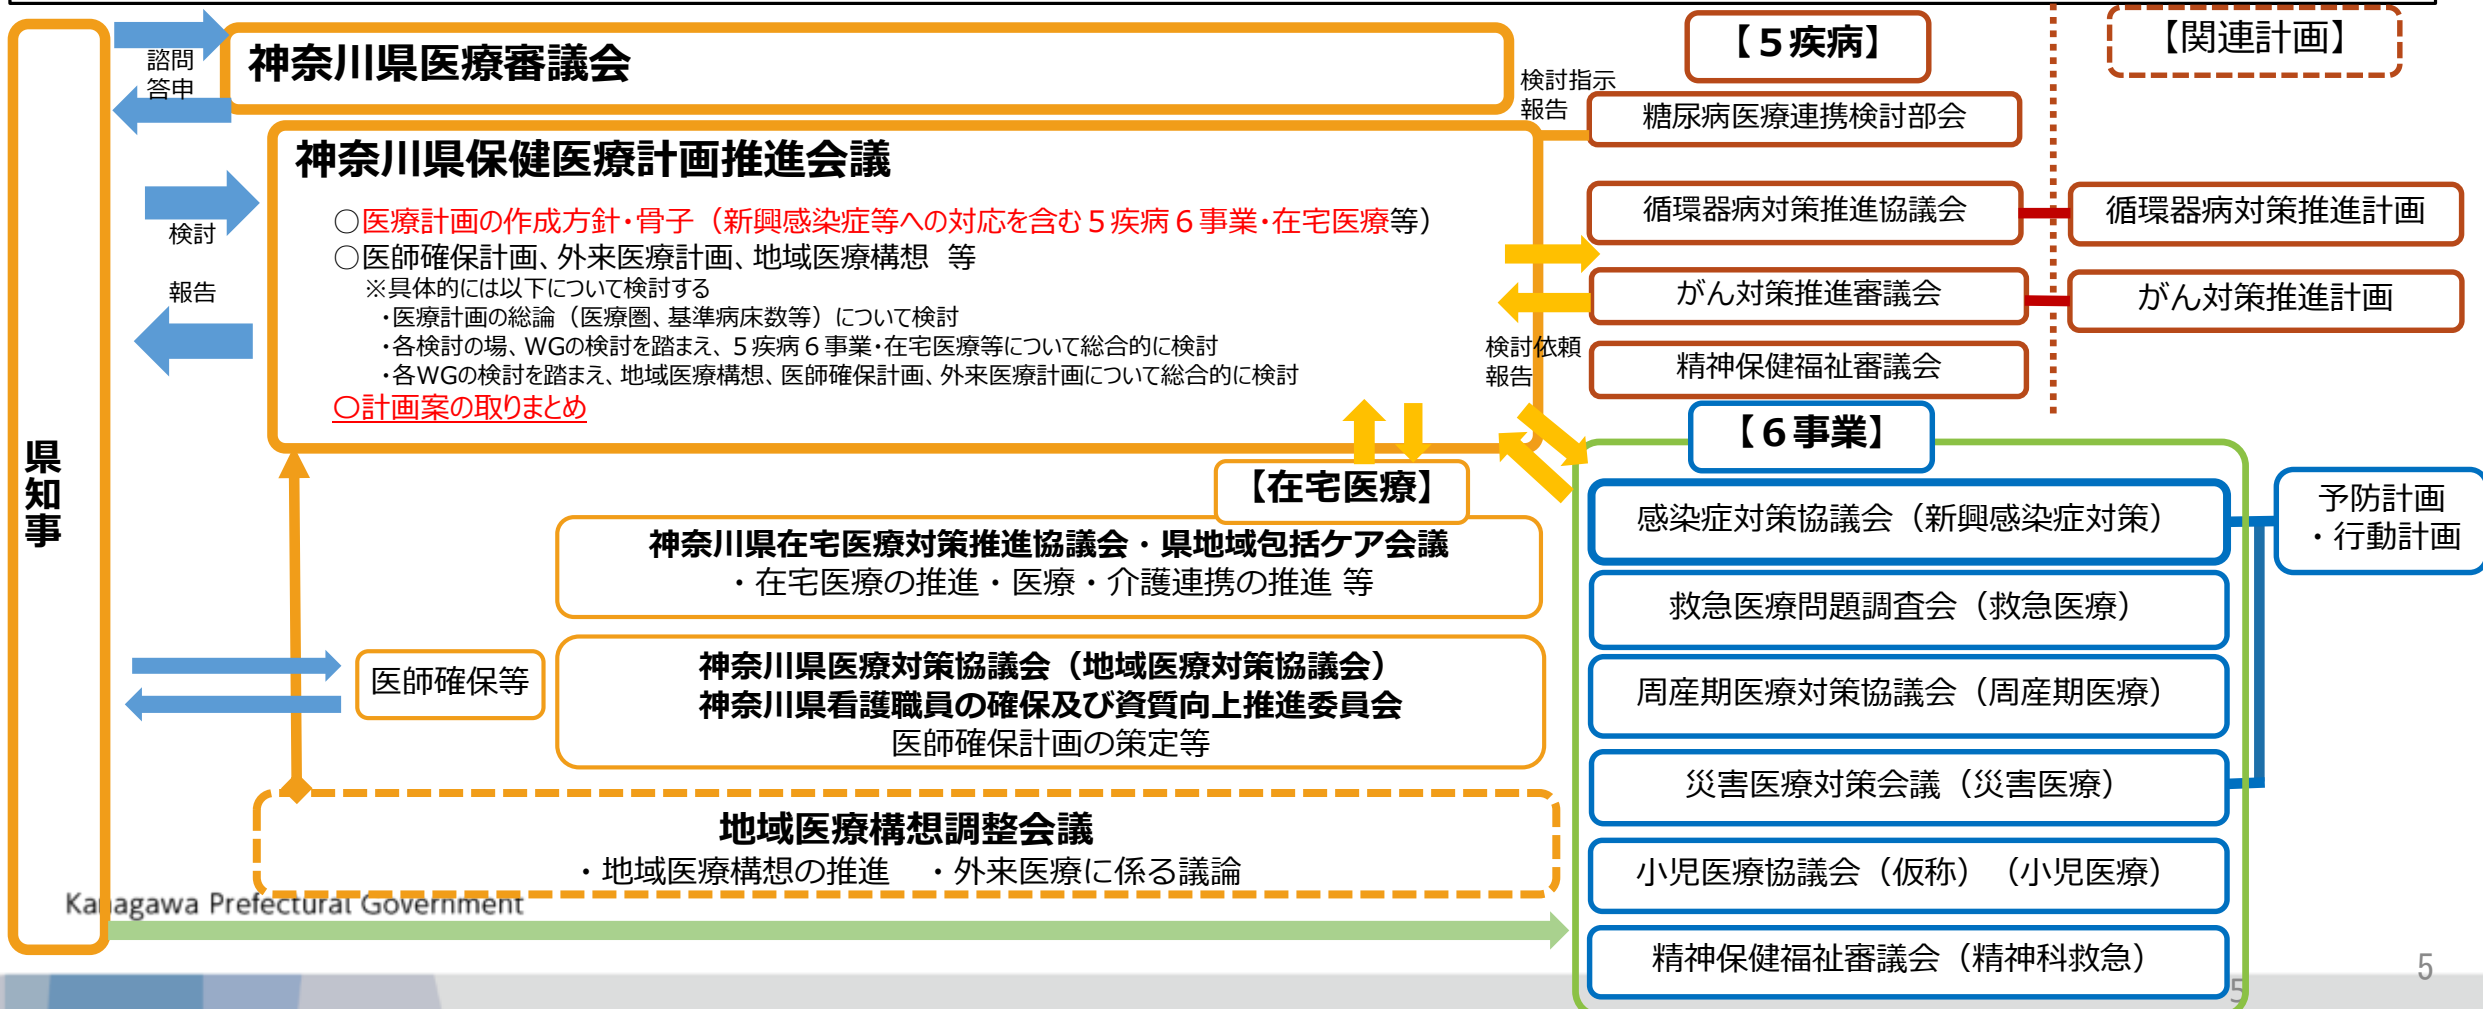 県知事
諮問
答申
神奈川県医療審議会
検討
報告
神奈川県保健医療計画推進会議
○医療計画の作成方針・骨子（新興感染症等への対応を含む５疾病６事業・在宅医療等）
○医師確保計画、外来医療計画、地域医療構想　等
※具体的には以下について検討する
・医療計画の総論（医療圏、基準病床数等）について検討
・各検討の場、WGの検討を踏まえ、５疾病６事業・在宅医療等について総合的に検討
・各WGの検討を踏まえ、地域医療構想、医師確保計画、外来医療計画について総合的に検討
〇計画案の取りまとめ
検討指示
報告
検討依頼
報告
【５疾病】
糖尿病医療連携検討部会
循環器病対策推進協議会
がん対策推進審議会
精神保健福祉審議会
【関連計画】
循環器病対策推進計画
がん対策推進計画
【在宅医療】
神奈川県在宅医療対策推進協議会・県地域包括ケア会議
・在宅医療の推進・医療・介護連携の推進 等
医師確保等
神奈川県医療対策協議会（地域医療対策協議会）
神奈川県看護職員の確保及び資質向上推進委員会
医師確保計画の策定等
地域医療構想調整会議
・地域医療構想の推進　・外来医療に係る議論
【６事業】
感染症対策協議会（新興感染症対策）
救急医療問題調査会（救急医療）
周産期医療対策協議会（周産期医療）
災害医療対策会議（災害医療）
小児医療協議会（仮称）（小児医療）
精神保健福祉審議会（精神科救急）
予防計画
・行動計画
Kanagawa Prefectural Government
5
5